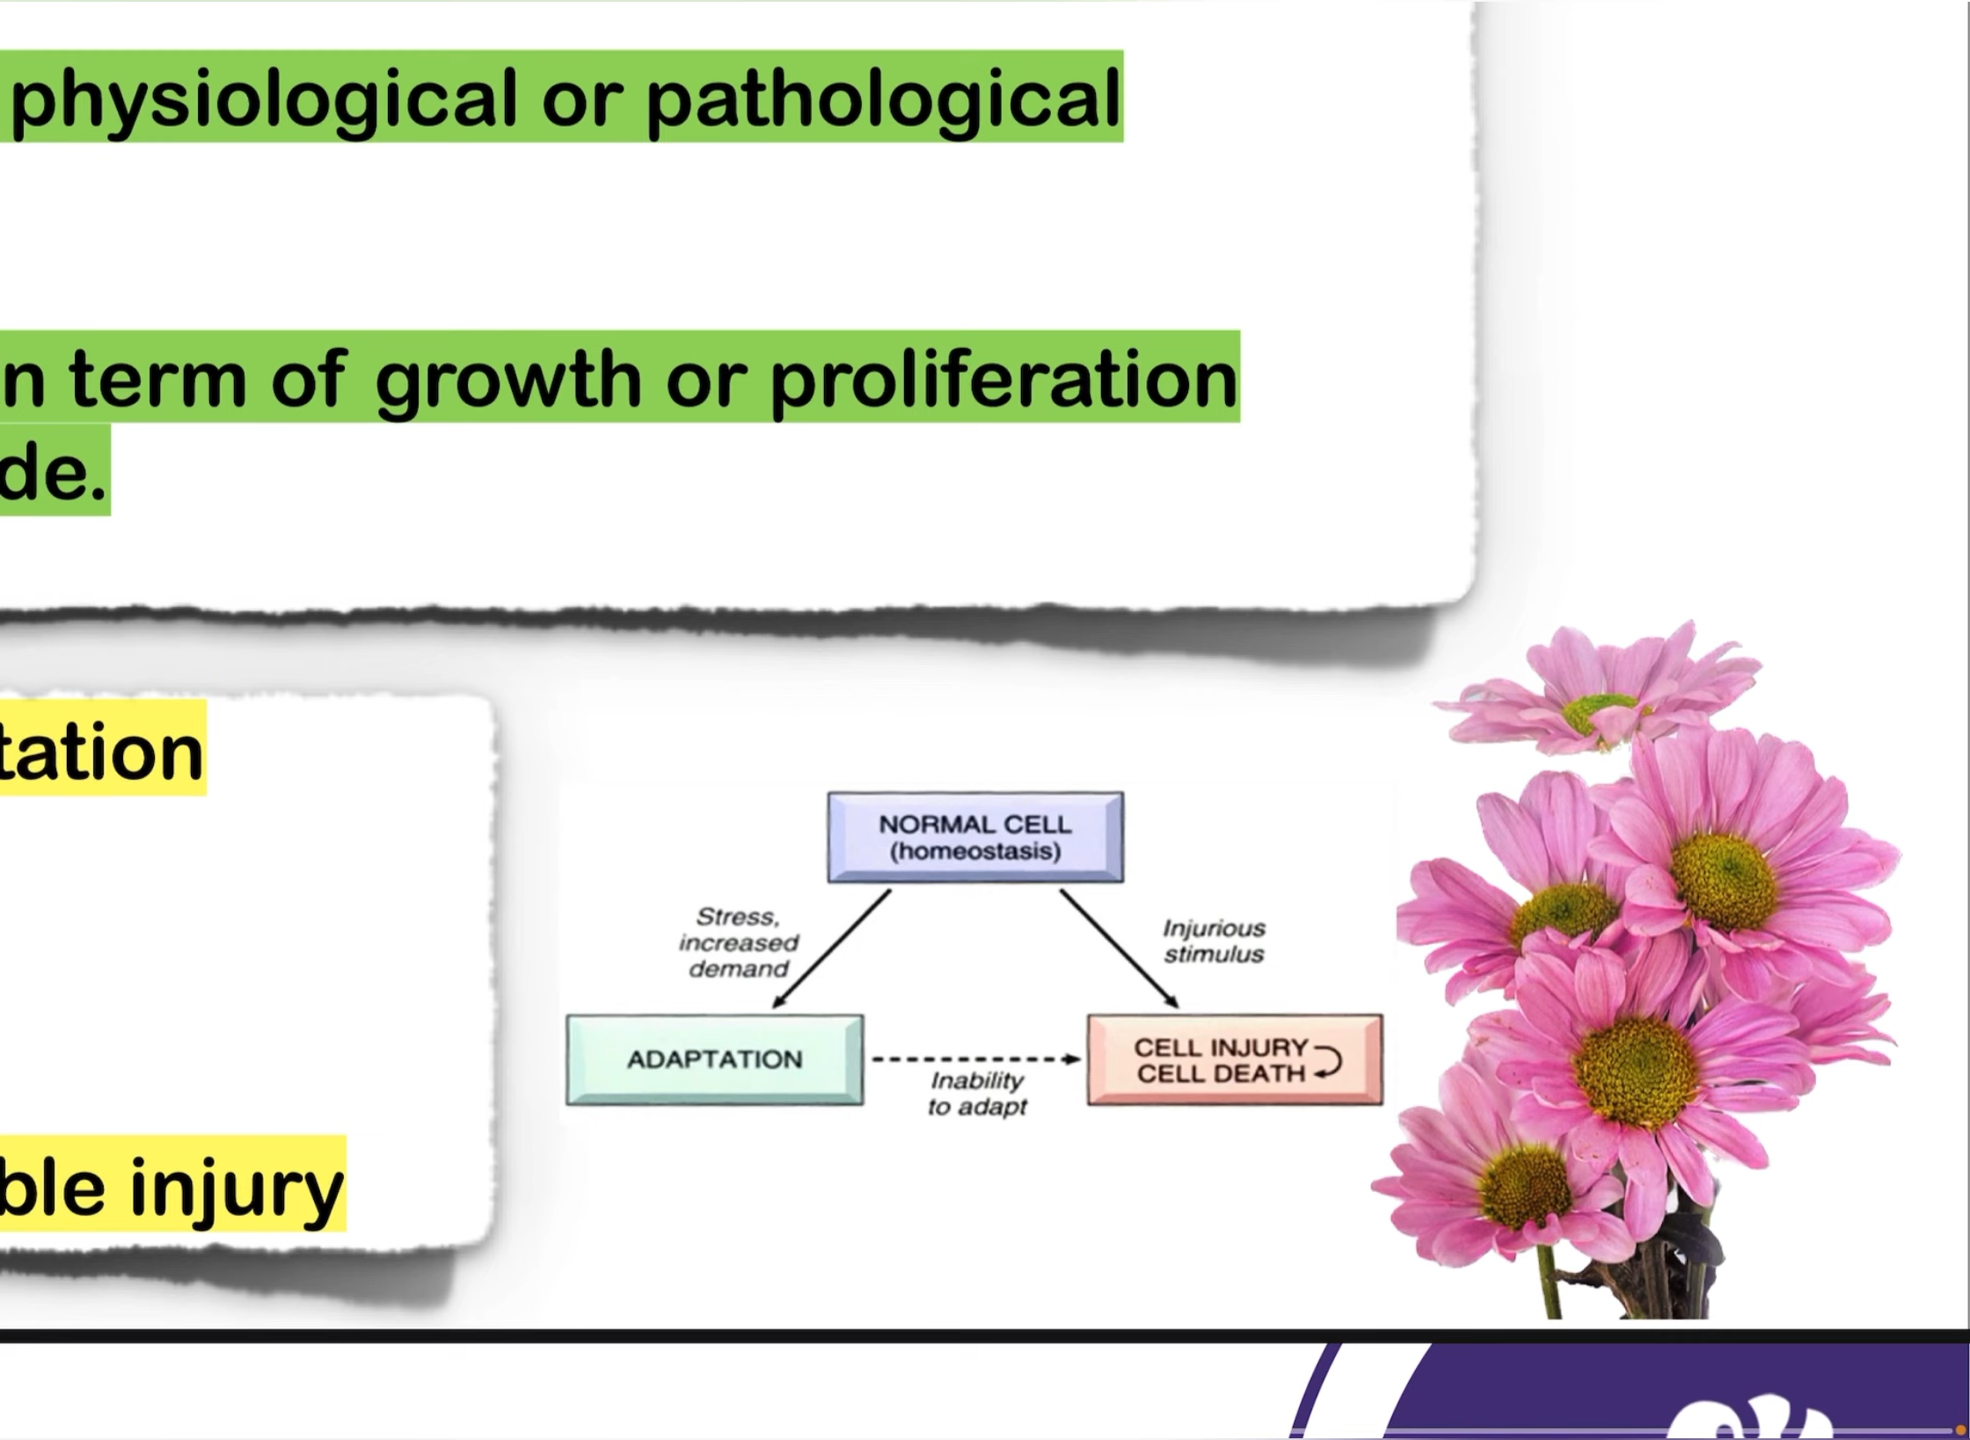 physiological or pathological
n term of growth or proliferation
de.
tation
NORMAL CELL
(homeostasis)
Stress,
increased
demand
Injurious
stimulus
ADAPTATION
Inability
to adapt
CELL INJURY
CELL DEATH
ble injury